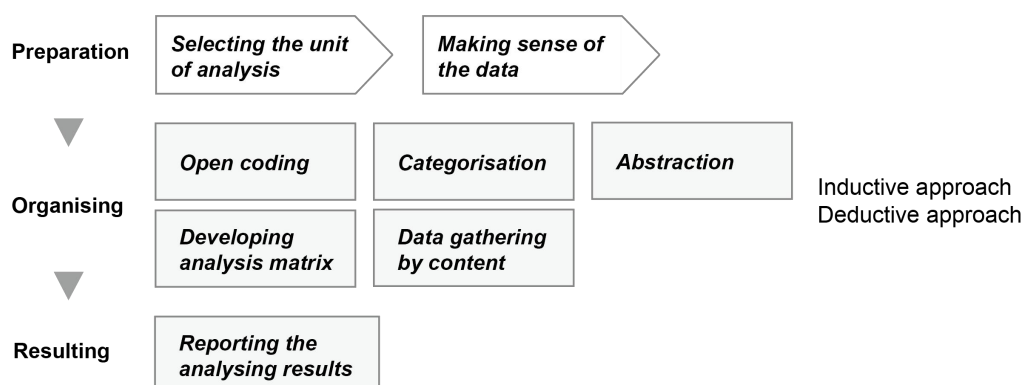 Preparation
Selecting the unit
of analysis
Making sense of
the data
Organising
Open coding
Categorisation
Abstraction
Developing
analysis matrix
Data gathering
by content
Inductive approach
Deductive approach
Resulting
Reporting the
analysing results